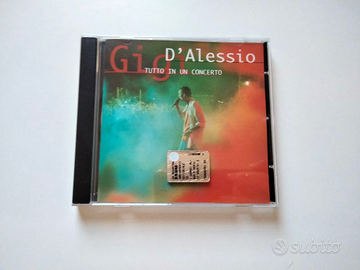 Gigi D'Alessio
TUTTO IN UN CONCERTO
subito